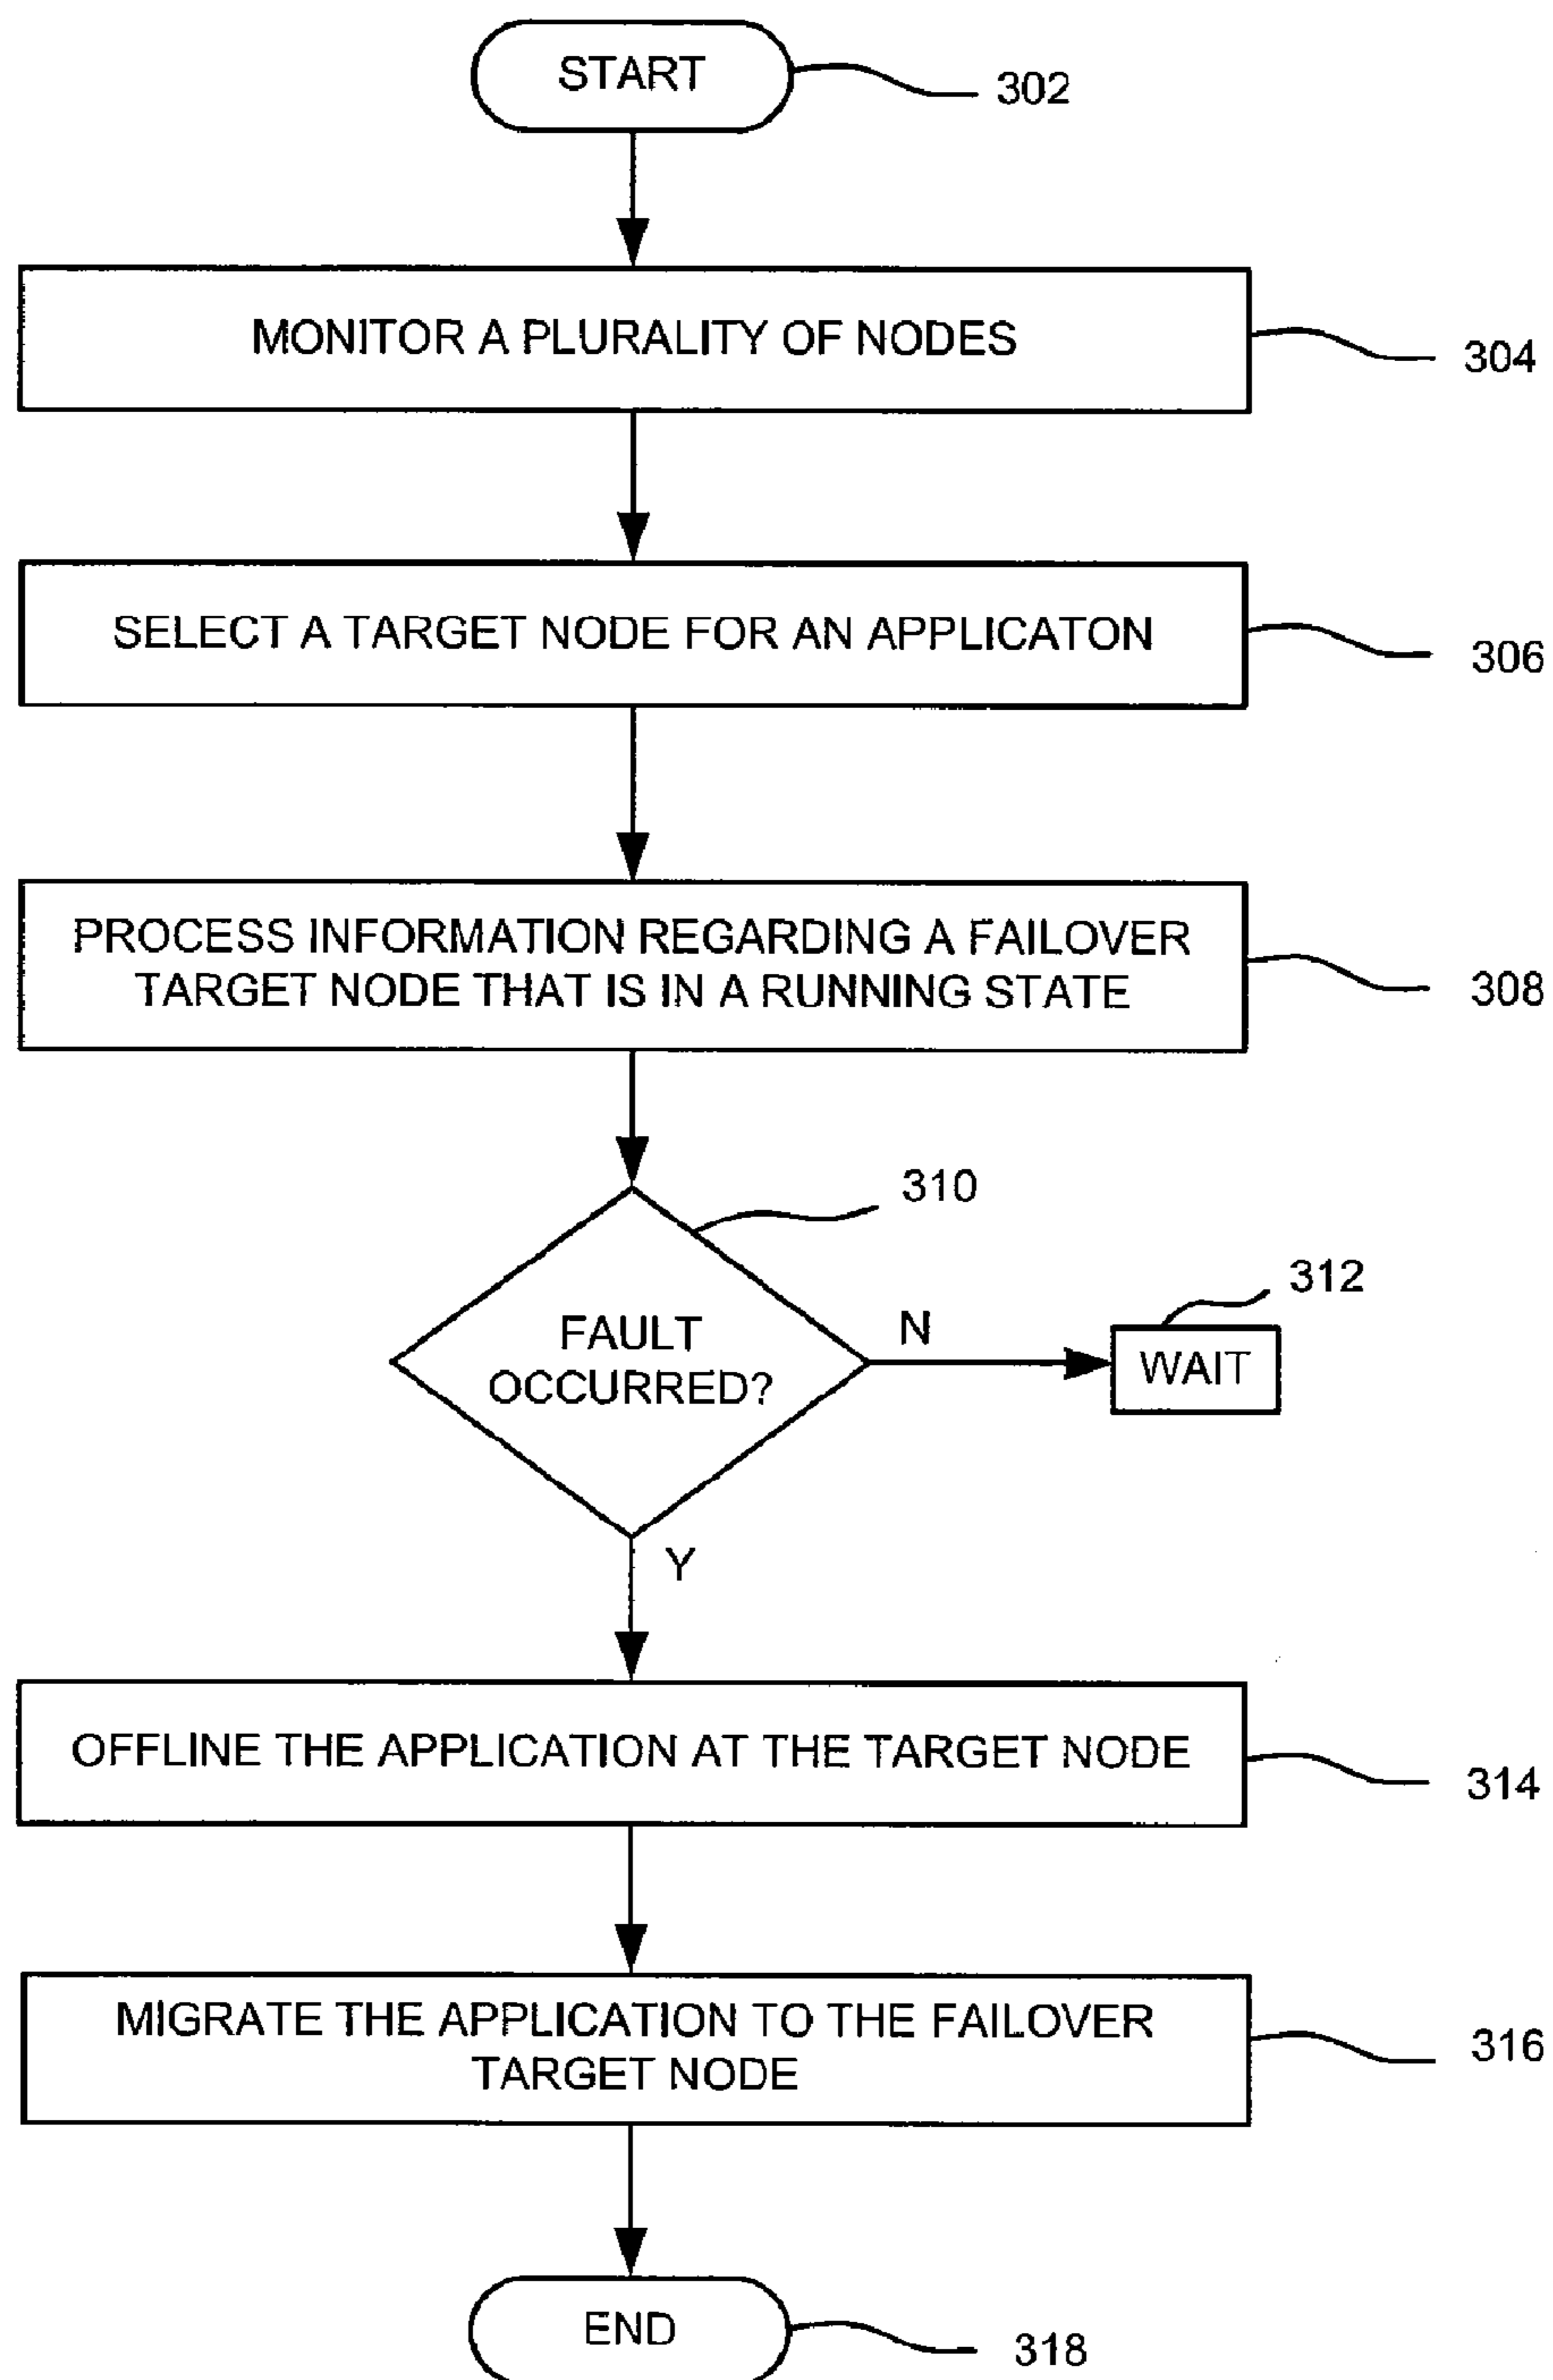 START
302
MONITOR A PLURALITY OF NODES
304
SELECT A TARGET NODE FOR AN APPLICATON
306
PROCESS INFORMATION REGARDING A FAILOVER
TARGET NODE THAT IS IN A RUNNING STATE
308
310
312
FAULT
OCCURRED?
N
WAIT
Y
OFFLINE THE APPLICATION AT THE TARGET NODE
314
MIGRATE THE APPLICATION TO THE FAILOVER
TARGET NODE
316
END
318